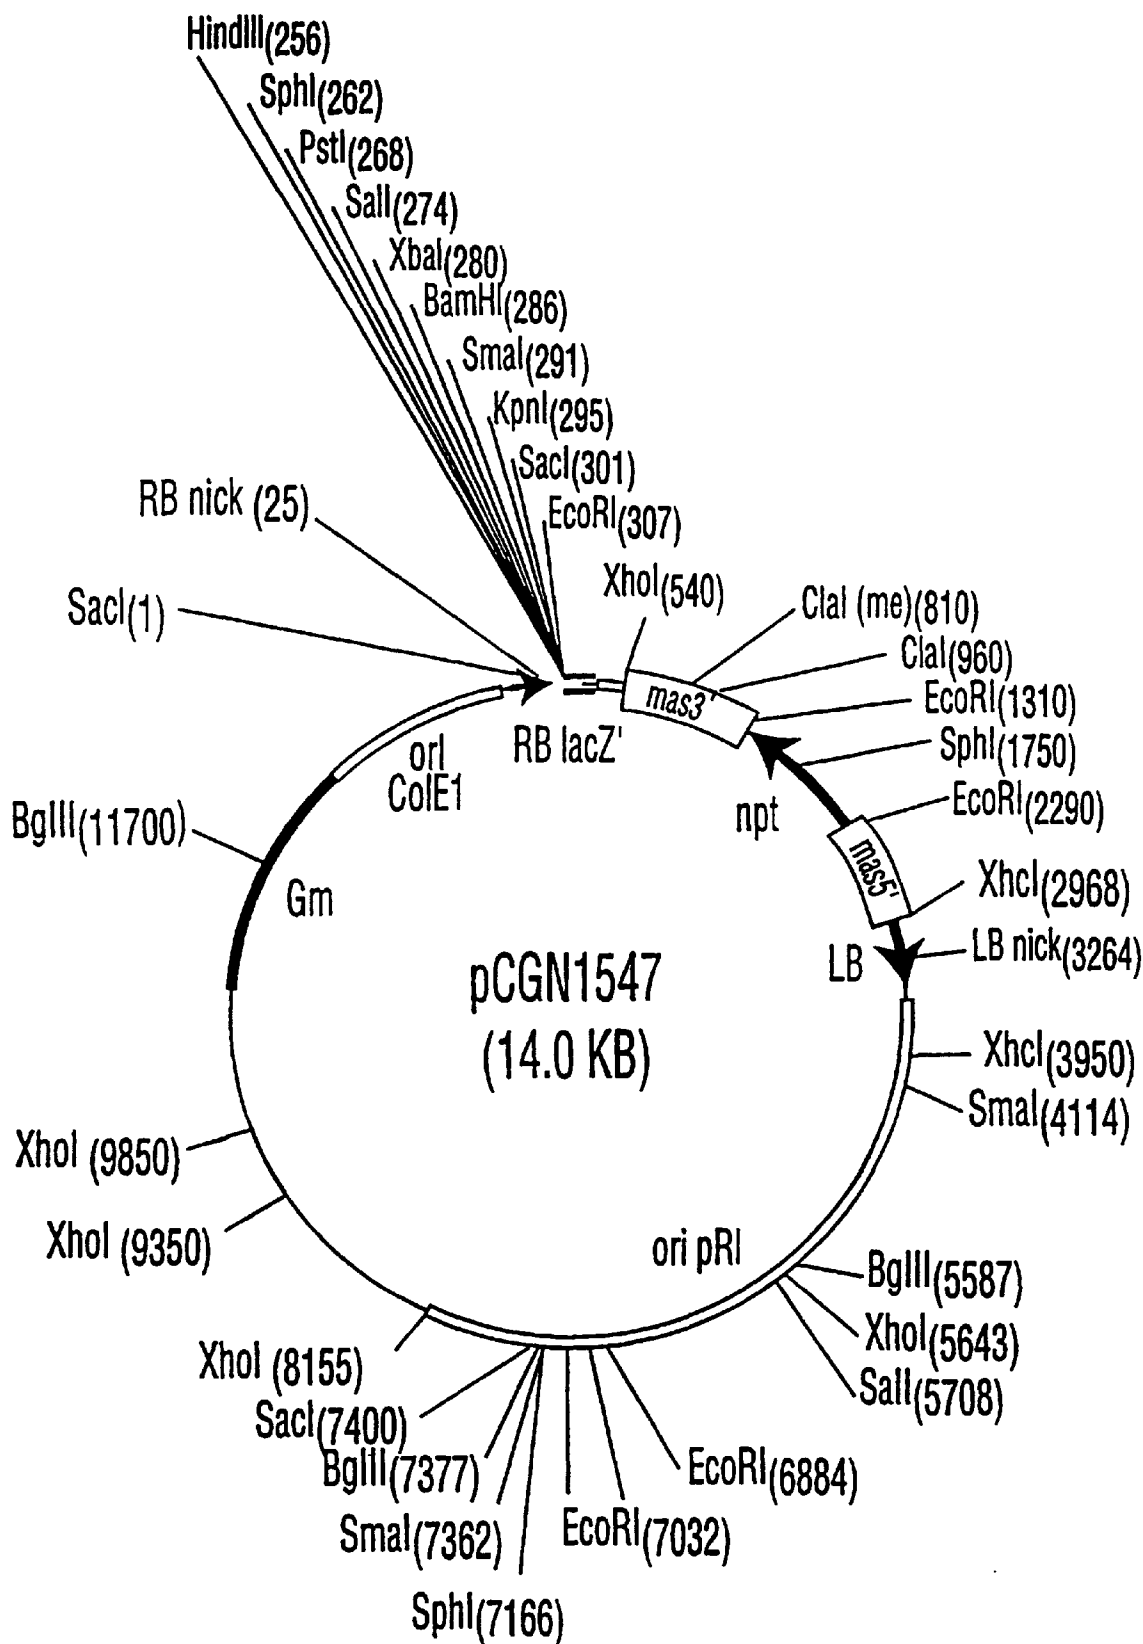 HindIII(256)
SphI(262)
PstI(268)
SalI(274)
XbaI(280)
BamHI(286)
SmaI(291)
KpnI(295)
SacI(301)
EcoRI(307)
RB nick (25)
SacI(1)
XhoI(540)
ClaI (me)(810)
ClaI(960)
EcoRI(1310)
SphI(1750)
EcoRI(2290)
XhcI(2968)
LB nick(3264)
XhcI(3950)
SmaI(4114)
BglII(5587)
XhoI(5643)
SalI(5708)
EcoRI(6884)
EcoRI(7032)
SphI(7166)
SmaI(7362)
BglII(7377)
SacI(7400)
XhoI (8155)
XhoI (9350)
XhoI (9850)
BglII(11700)
Gm
orI
ColE1
RB lacZ'
mas3'
npt
mas5'
LB
ori pRI
pCGN1547
(14.0 KB)